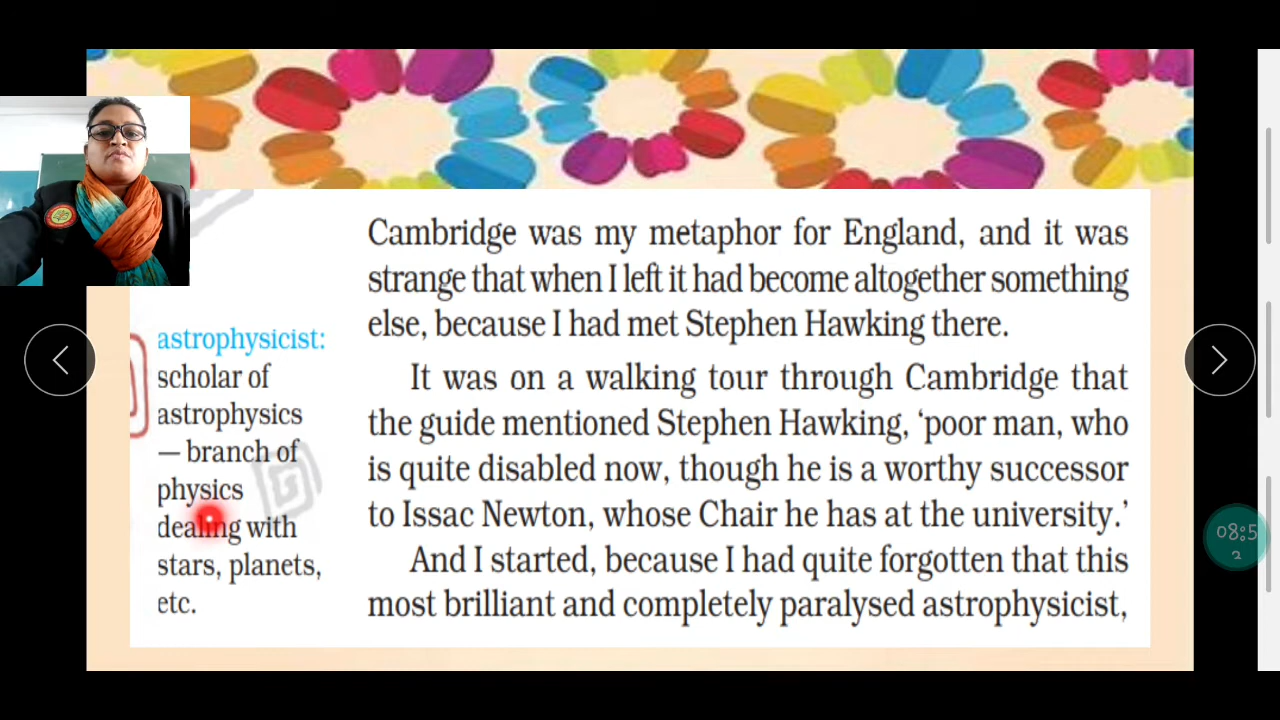 Cambridge was my metaphor for England, and it was
strange that when I left it had become altogether something
else, because I had met Stephen Hawking there.
It was on a walking tour through Cambridge that
the guide mentioned Stephen Hawking, ‘poor man, who
is quite disabled now, though he is a worthy successor
to Issac Newton, whose Chair he has at the university.’
And I started, because I had quite forgotten that this
most brilliant and completely paralysed astrophysicist,
astrophysicist:
scholar of
astrophysics
— branch of
physics
dealing with
stars, planets,
etc.
08:5
2